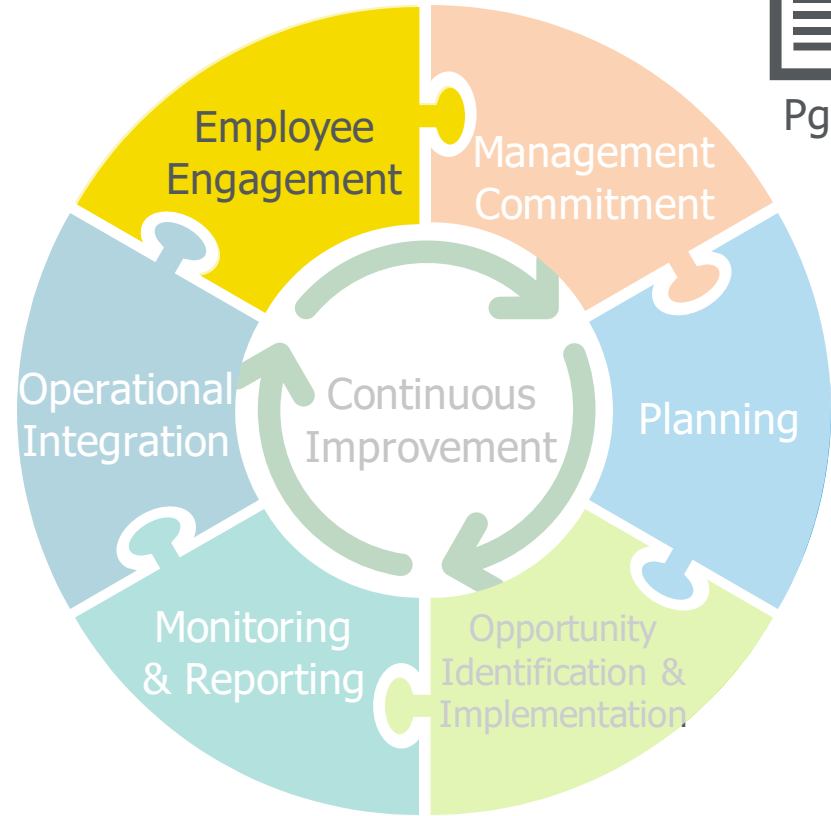 Pg
Employee
Engagement
Management
Commitment
Planning
Opportunity
Identification &
Implementation
Monitoring
& Reporting
Operational
Integration
Continuous
Improvement